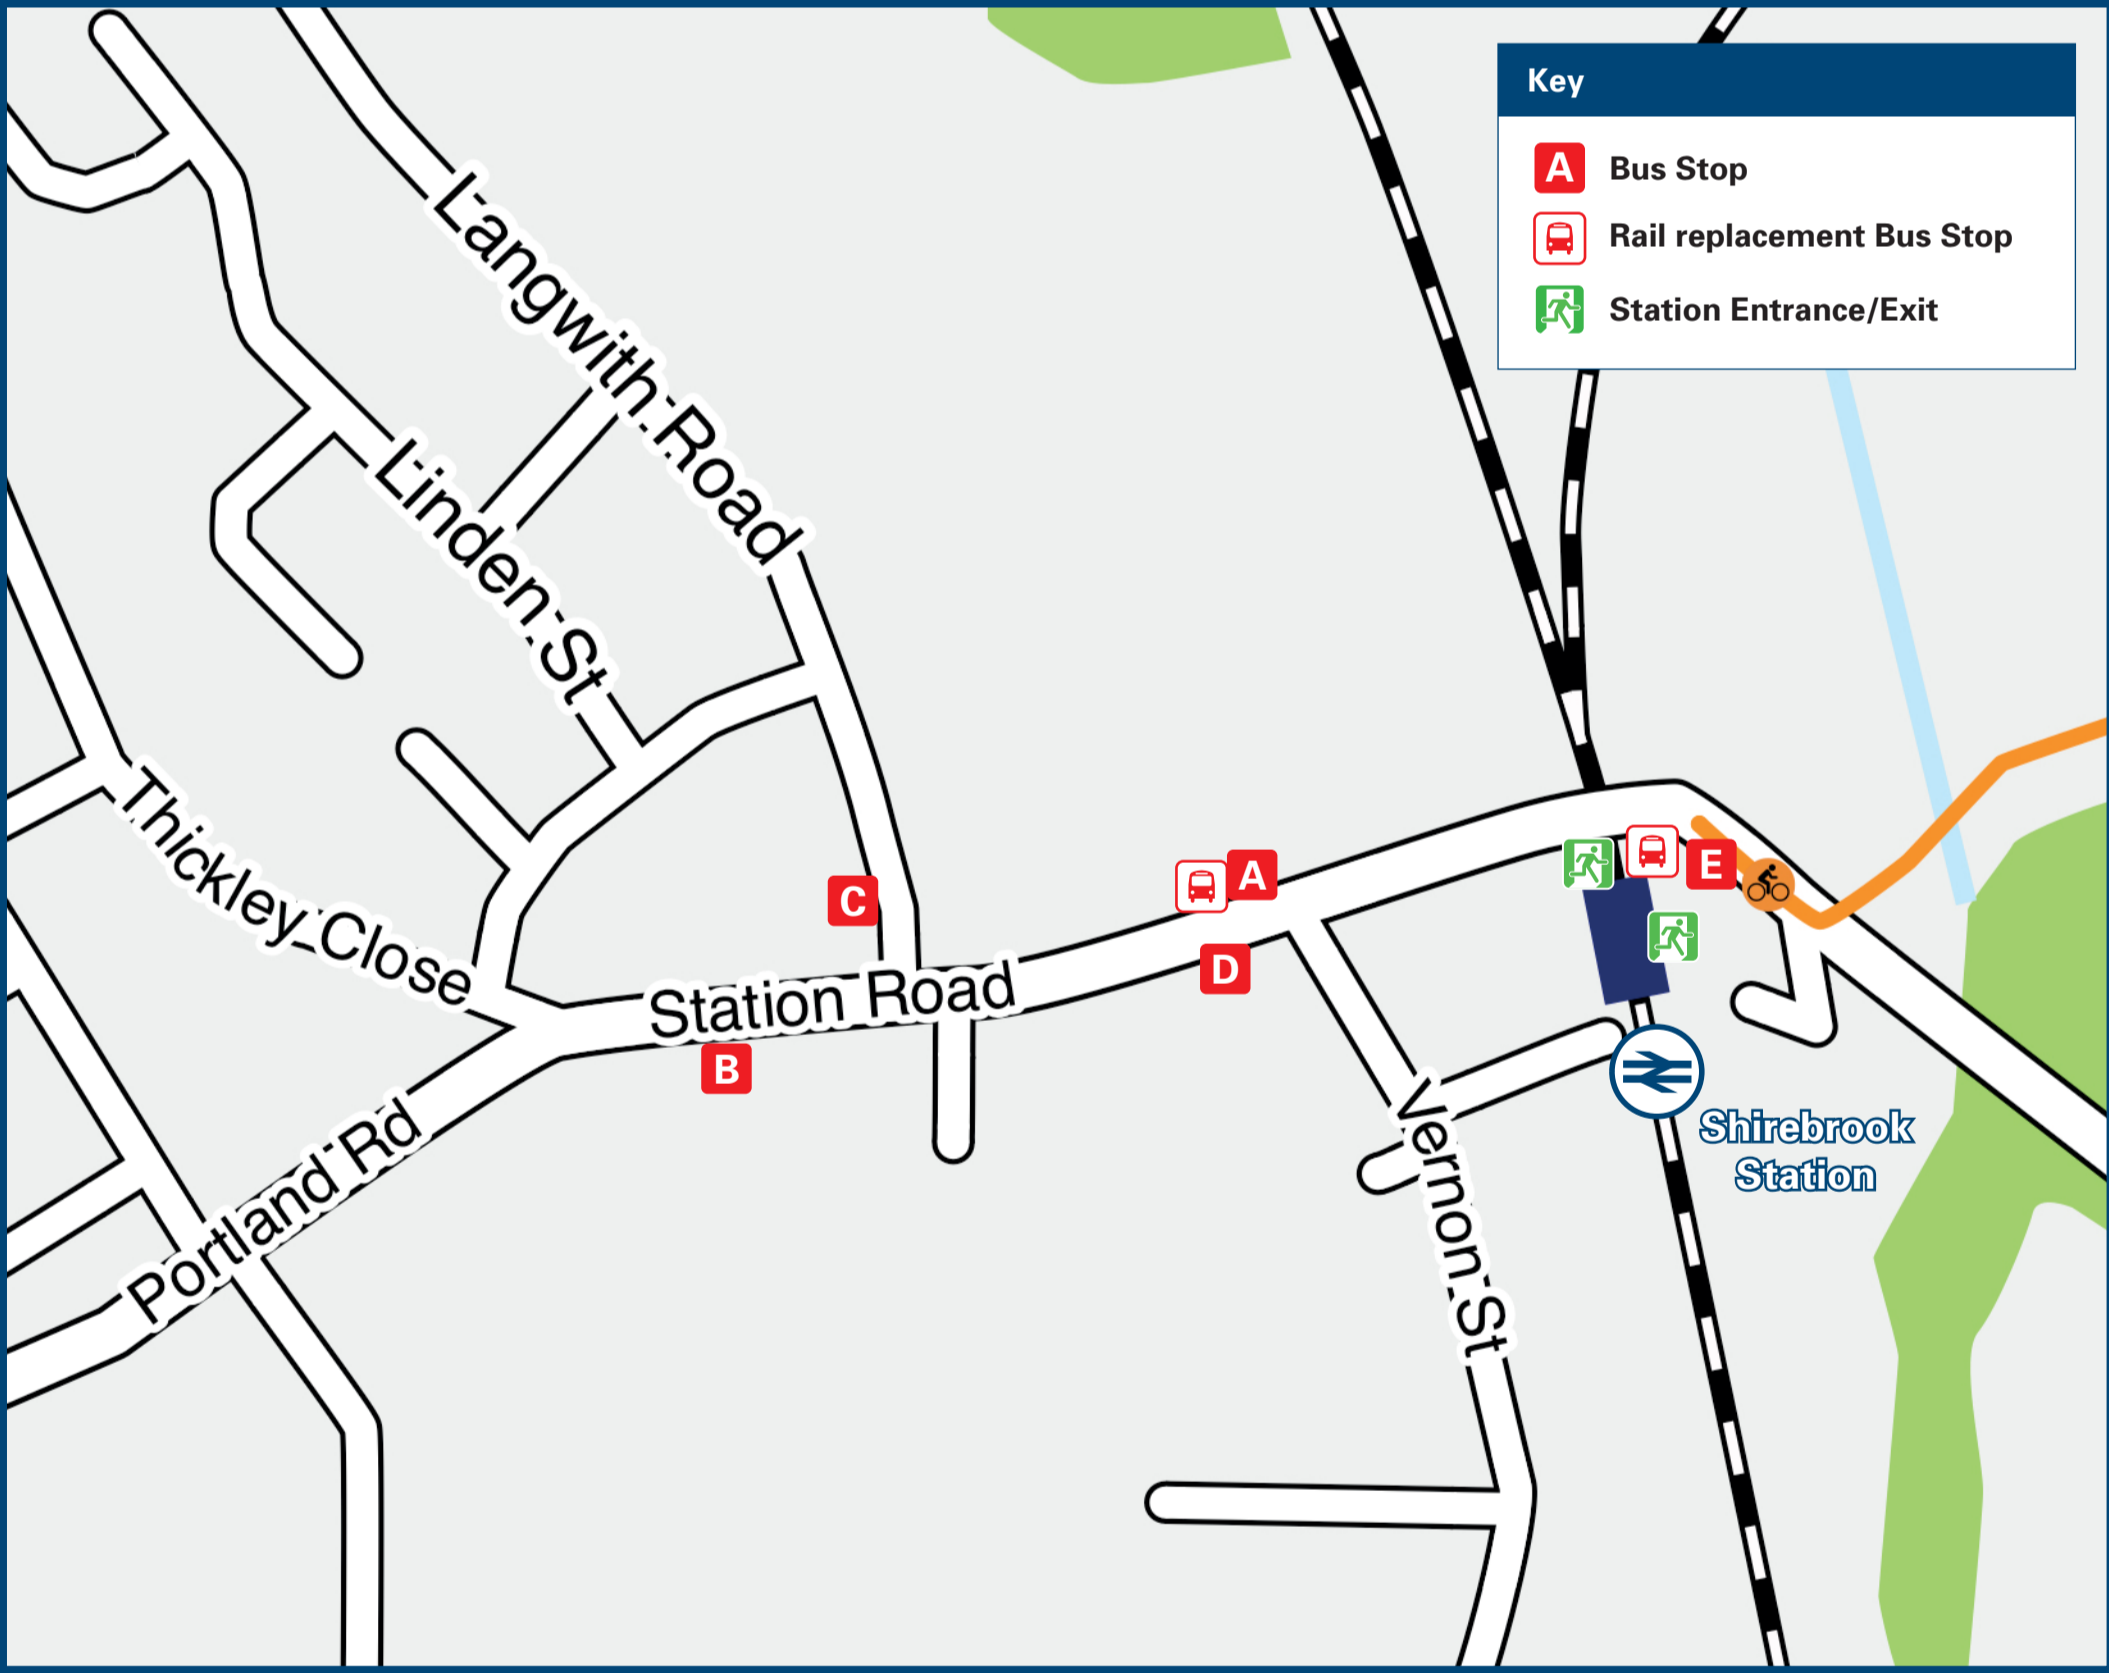 Key
A Bus Stop
Rail replacement Bus Stop
Station Entrance/Exit
Langwith Road
Linden St
Thickley Close
C
A
E
D
Station Road
B
Portland Rd
Vernon St
Shirebrook
Station